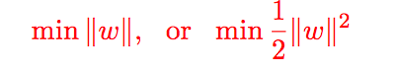 min ‖w‖, or min 1/2 ‖w‖²